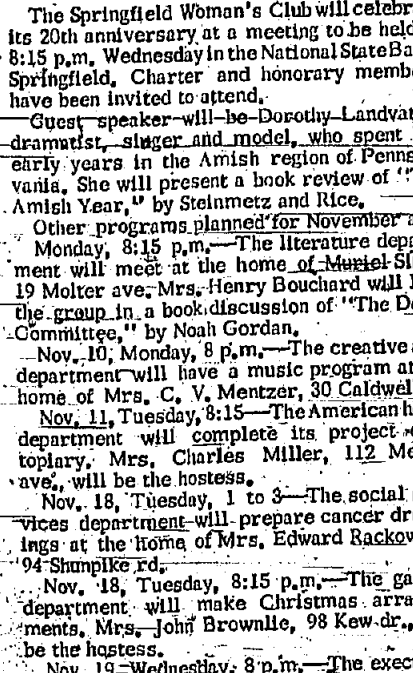 The Springfield Woman's Club will celebr
its 20th anniversary at a meeting to be held
8:15 p.m. Wednesday in the National State Ba
Springfield. Charter and honorary memb
have been invited to attend.
Guest speaker will be Dorothy Landvat
dramatist, singer and model, who spent
early years in the Amish region of Penns
vania. She will present a book review of "
Amish Year," by Steinmetz and Rice.
Other programs planned for November a
Monday, 8:15 p.m.—The literature dep
ment will meet at the home of Muriel Si
19 Molter ave. Mrs. Henry Bouchard will
the group in a book discussion of "The D
Committee," by Noah Gordan.
Nov. 10, Monday, 8 p.m.—The creative
department will have a music program at
home of Mrs. C. V. Mentzer, 30 Caldwel
Nov. 11, Tuesday, 8:15—The American h
department will complete its project
topiary. Mrs. Charles Miller, 112 Me
ave., will be the hostess.
Nov. 18, Tuesday, 1 to 3—The social
vices department will prepare cancer dr
ings at the home of Mrs. Edward Rackow
94 Shunpike rd.
Nov. 18, Tuesday, 8:15 p.m.—The ga
department will make Christmas arra
ments. Mrs. John Brownlie, 98 Kew dr.,
be the hostess.
Nov. 19—Wednesday, 8 p.m.—The exec